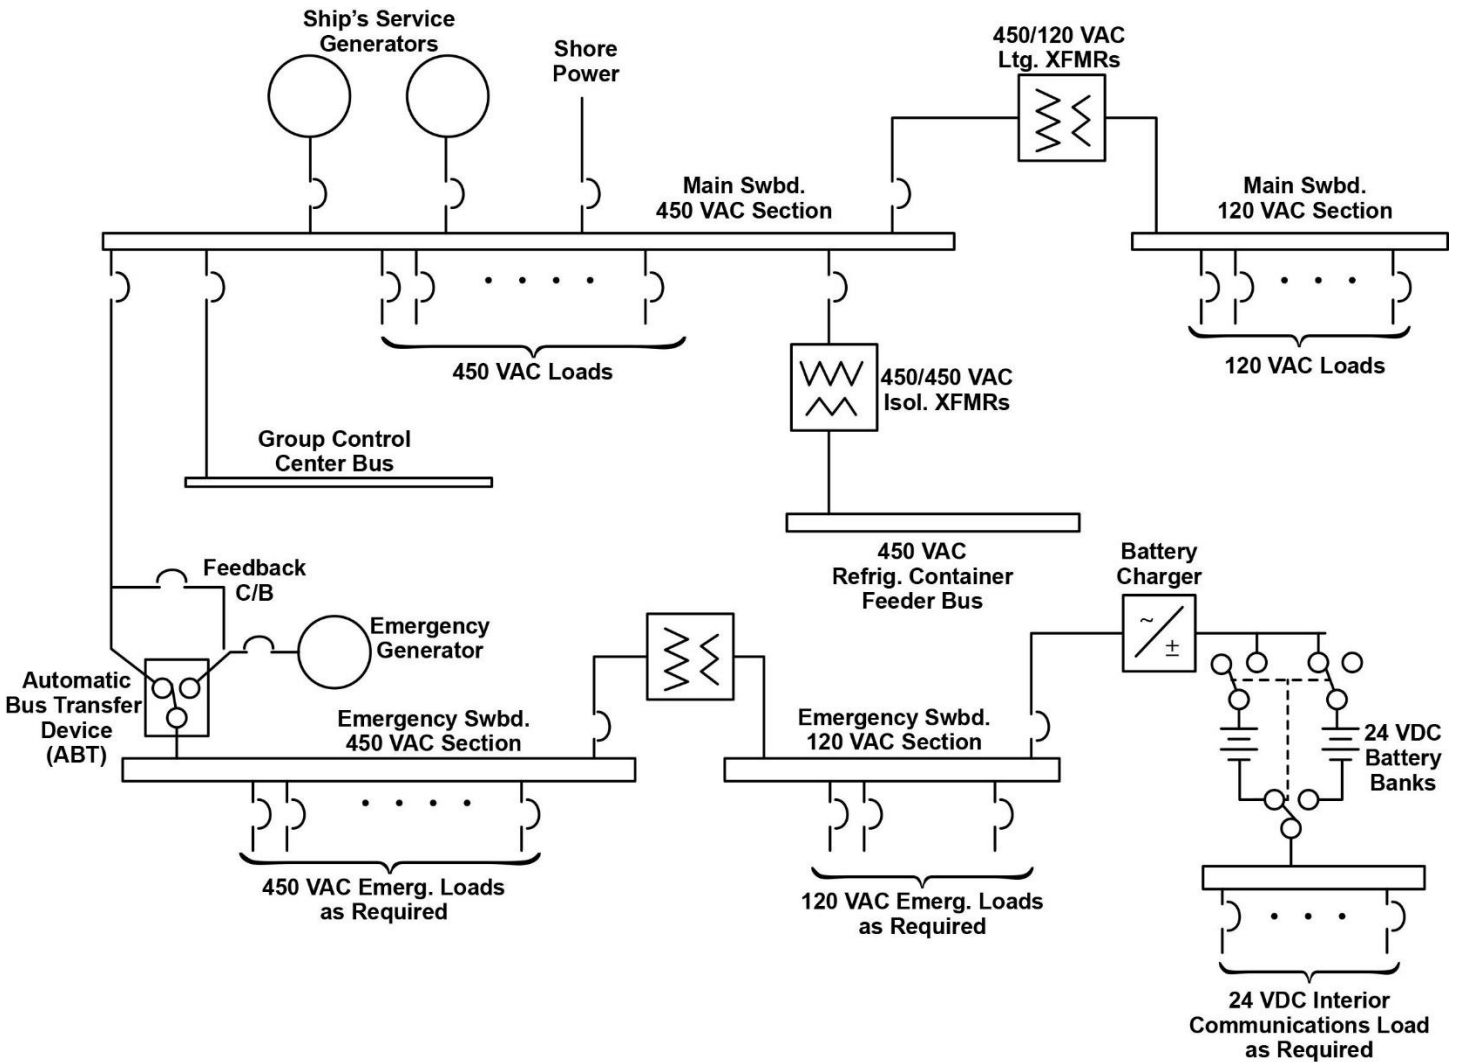 Ship’s Service
Generators
Shore
Power
450/120 VAC
Ltg. XFMRs
Main Swbd.
450 VAC Section
Main Swbd.
120 VAC Section
450 VAC Loads
450/450 VAC
Isol. XFMRs
120 VAC Loads
Group Control
Center Bus
450 VAC
Refrig. Container
Feeder Bus
Battery
Charger
Feedback
C/B
Emergency
Generator
~
±
Automatic
Bus Transfer
Device
(ABT)
Emergency Swbd.
450 VAC Section
Emergency Swbd.
120 VAC Section
24 VDC
Battery
Banks
450 VAC Emerg. Loads
as Required
120 VAC Emerg. Loads
as Required
24 VDC Interior
Communications Load
as Required